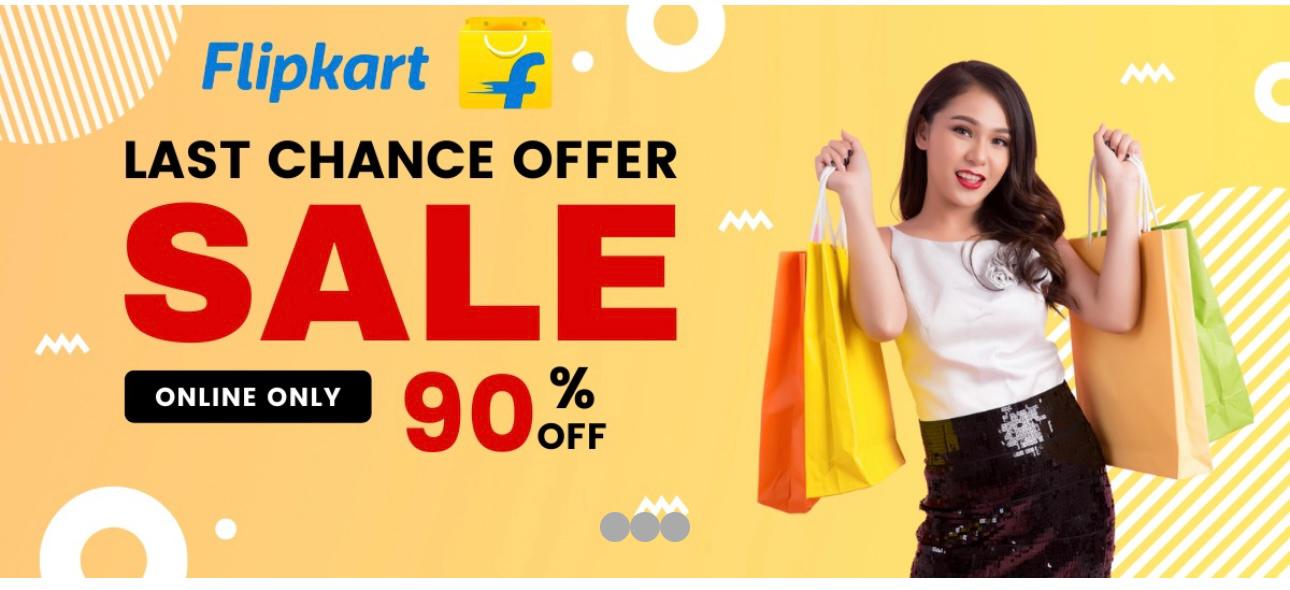 Flipkart
f
LAST CHANCE OFFER
SALE
ONLINE ONLY
90% OFF